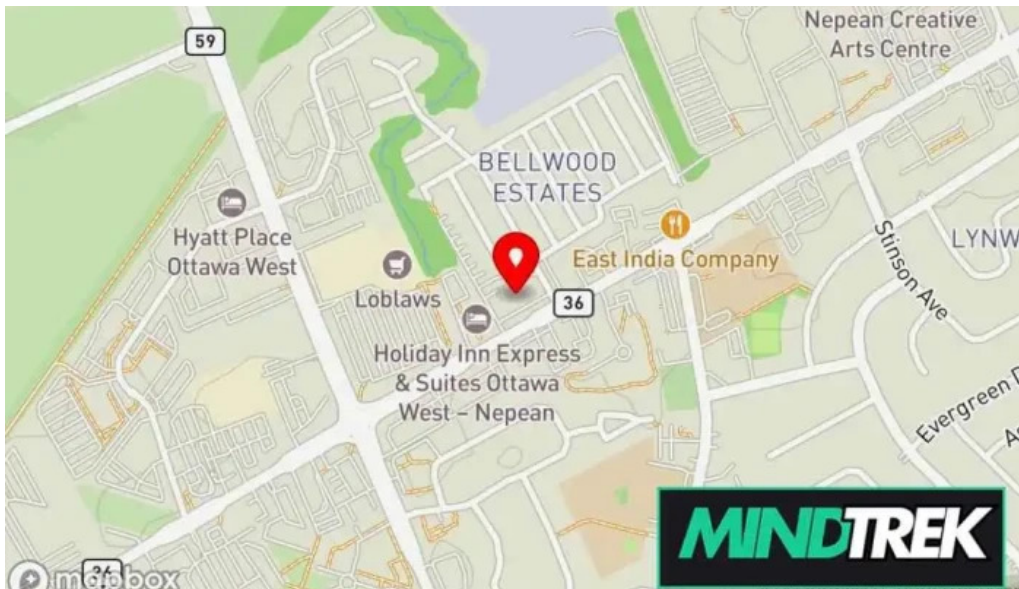 59
Nepean Creative
Arts Centre
BELLWOOD
ESTATES
Hyatt Place
Ottawa West
East India Company
Stinson Ave
LYNW
Loblaws
36
Holiday Inn Express
& Suites Ottawa
West – Nepean
Evergreen D
As
MINDTREK
36
mapbox